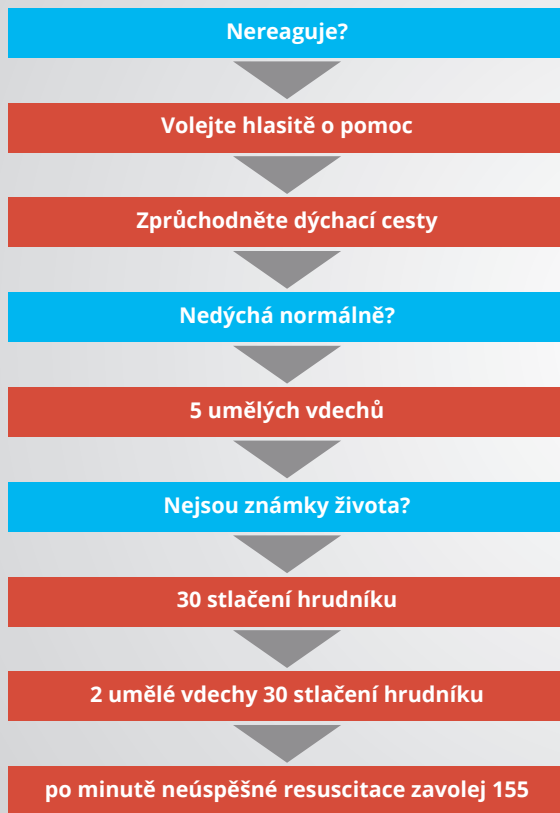 Nereaguje?
Volejte hlasitě o pomoc
Zprůchodněte dýchací cesty
Nedýchá normálně?
5 umělých vdechů
Nejsou známky života?
30 stlačení hrudníku
2 umělé vdechy 30 stlačení hrudníku
po minutě neúspěšné resuscitace zavolej 155